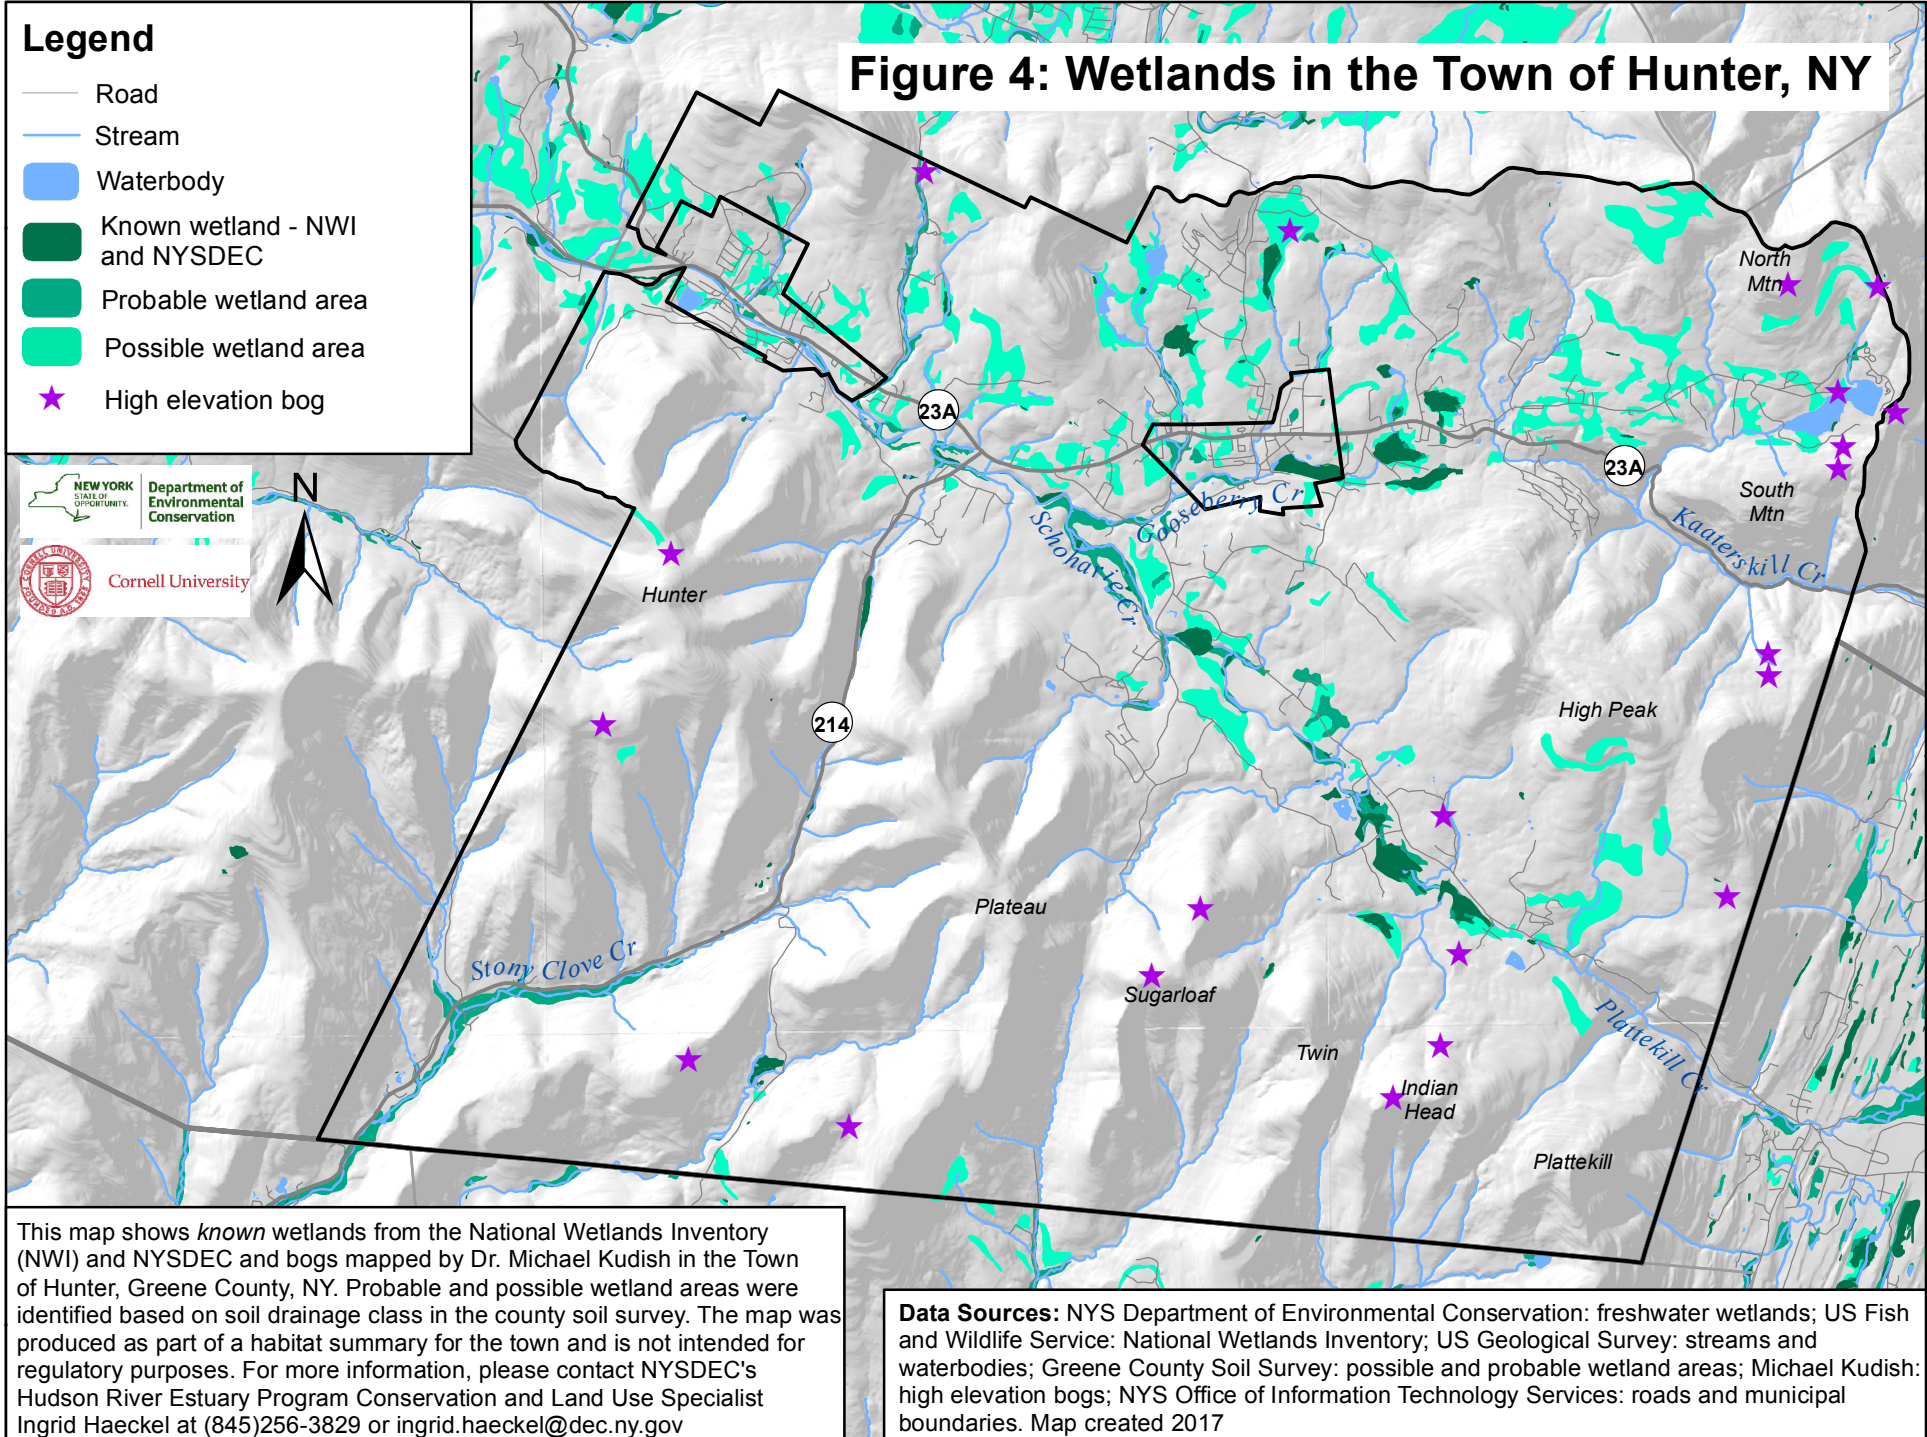 Legend
Road
Stream
Waterbody
Known wetland - NWI
and NYSDEC
Probable wetland area
Possible wetland area
High elevation bog
Figure 4: Wetlands in the Town of Hunter, NY
NEW YORK
STATE OF
OPPORTUNITY.
Department of
Environmental
Conservation
CORNELL UNIVERSITY
FOUNDED A.D. 1865
Cornell University
N
North
Mtn
23A
23A
South
Mtn
Gooseberry Cr
Schoharie Cr
Kaaterskill Cr
Hunter
214
High Peak
Plateau
Stony Clove Cr
Sugarloaf
Plattekill Cr
Twin
Indian
Head
Plattekill
This map shows known wetlands from the National Wetlands Inventory
(NWI) and NYSDEC and bogs mapped by Dr. Michael Kudish in the Town
of Hunter, Greene County, NY. Probable and possible wetland areas were
identified based on soil drainage class in the county soil survey. The map was
produced as part of a habitat summary for the town and is not intended for
regulatory purposes. For more information, please contact NYSDEC's
Hudson River Estuary Program Conservation and Land Use Specialist
Ingrid Haeckel at (845)256-3829 or ingrid.haeckel@dec.ny.gov
Data Sources: NYS Department of Environmental Conservation: freshwater wetlands; US Fish
and Wildlife Service: National Wetlands Inventory; US Geological Survey: streams and
waterbodies; Greene County Soil Survey: possible and probable wetland areas; Michael Kudish:
high elevation bogs; NYS Office of Information Technology Services: roads and municipal
boundaries. Map created 2017